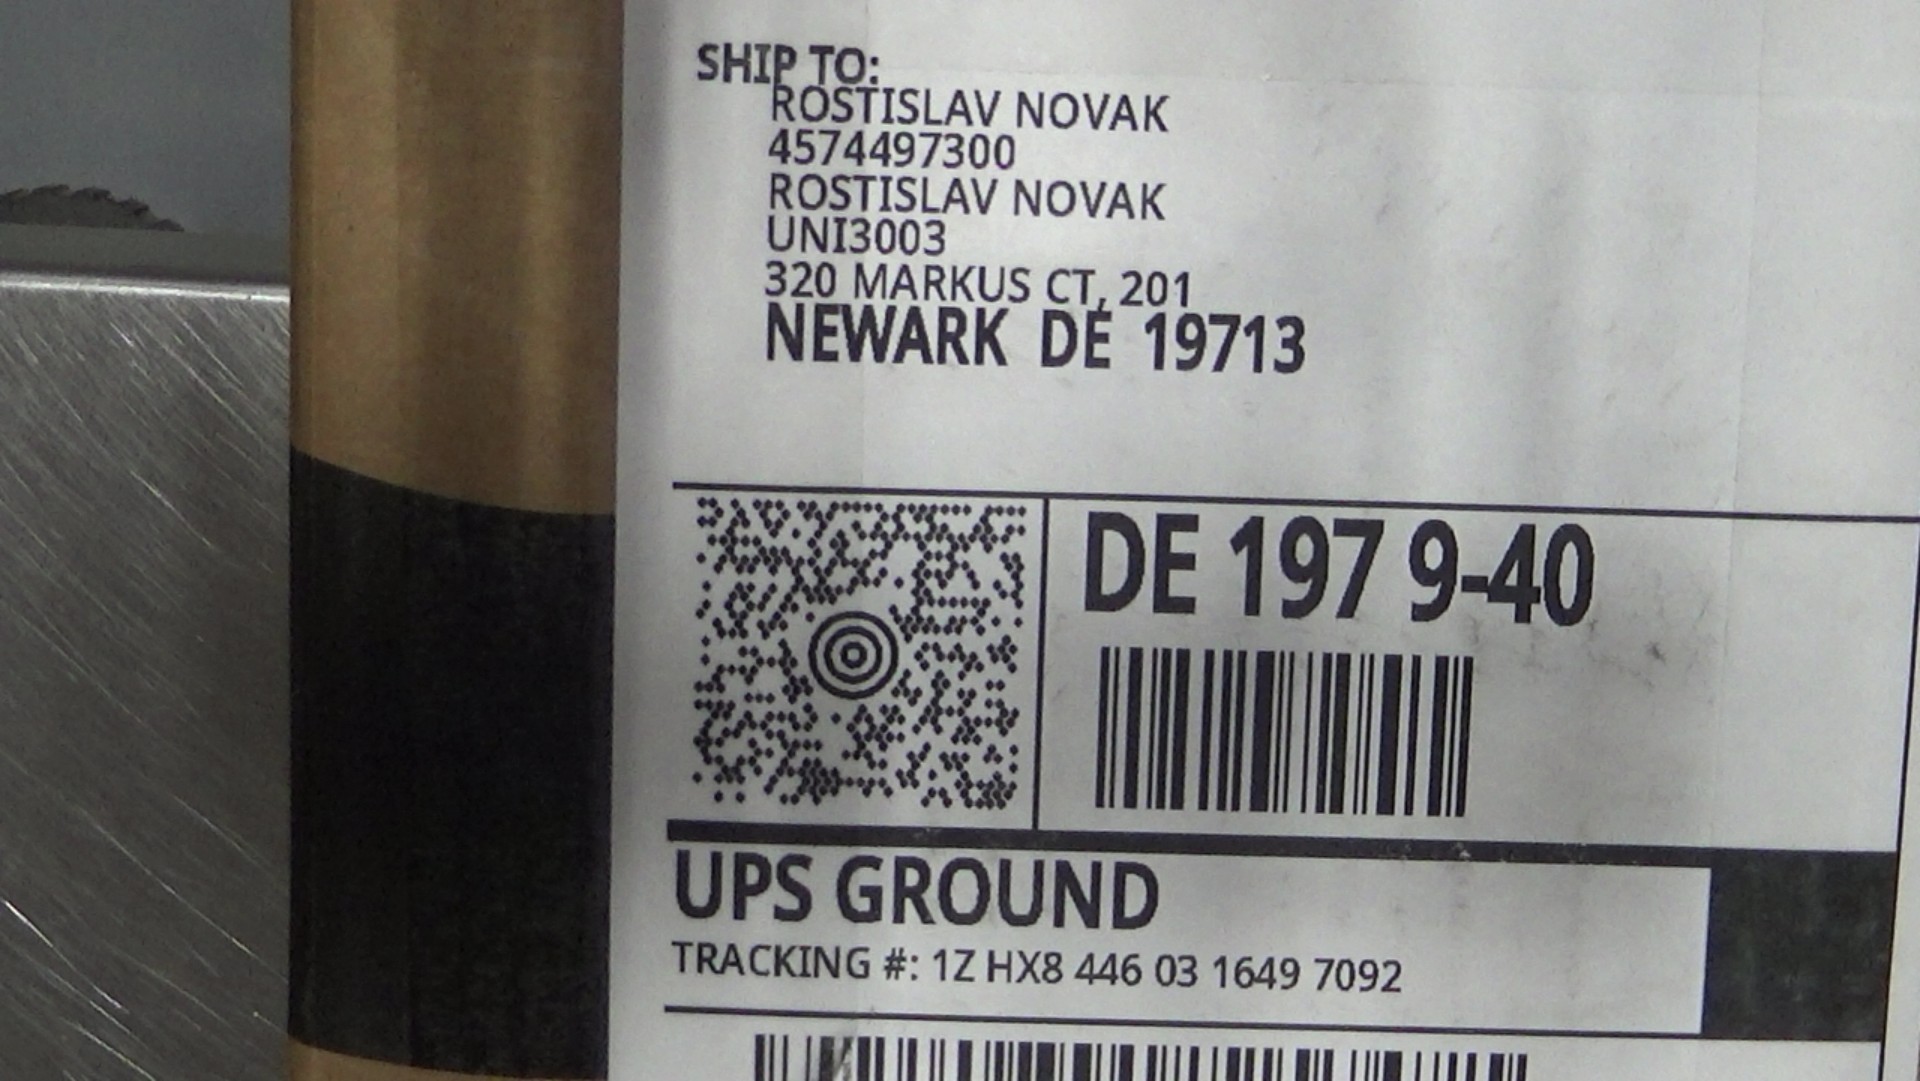 SHIP TO:
ROSTISLAV NOVAK
4574497300
ROSTISLAV NOVAK
UNI3003
320 MARKUS CT, 201
NEWARK DE 19713
DE 197 9-40
UPS GROUND
TRACKING #: 1Z HX8 446 03 1649 7092